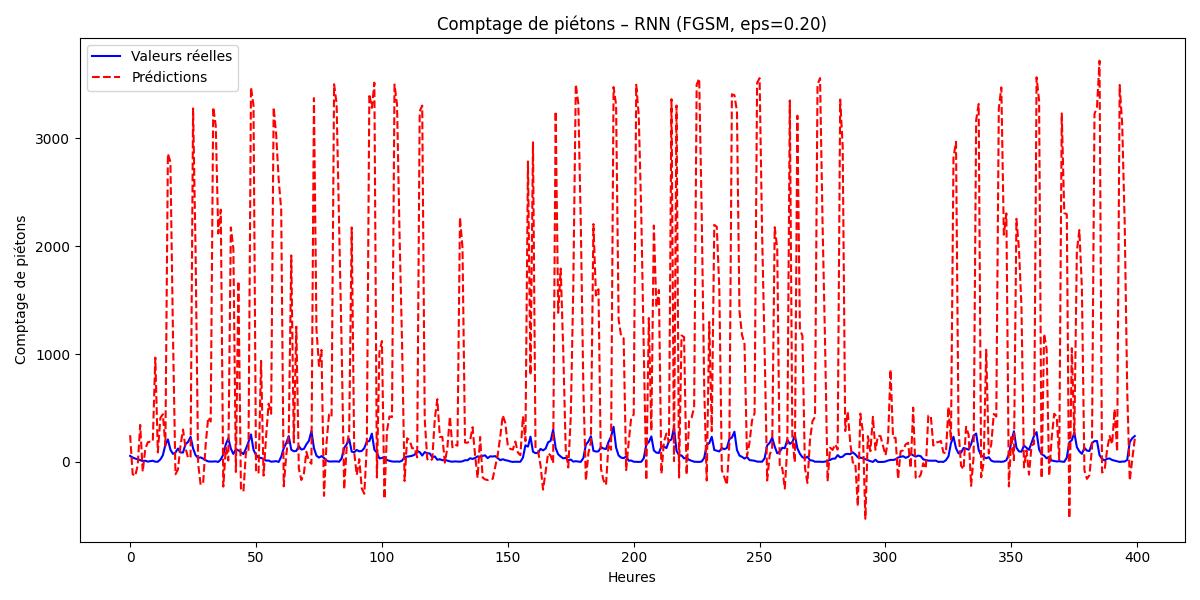 Comptage de piétons – RNN (FGSM, eps=0.20)
Valeurs réelles
Prédictions
Comptage de piétons
3000
2000
1000
0
0 50 100 150 200 250 300 350 400
Heures